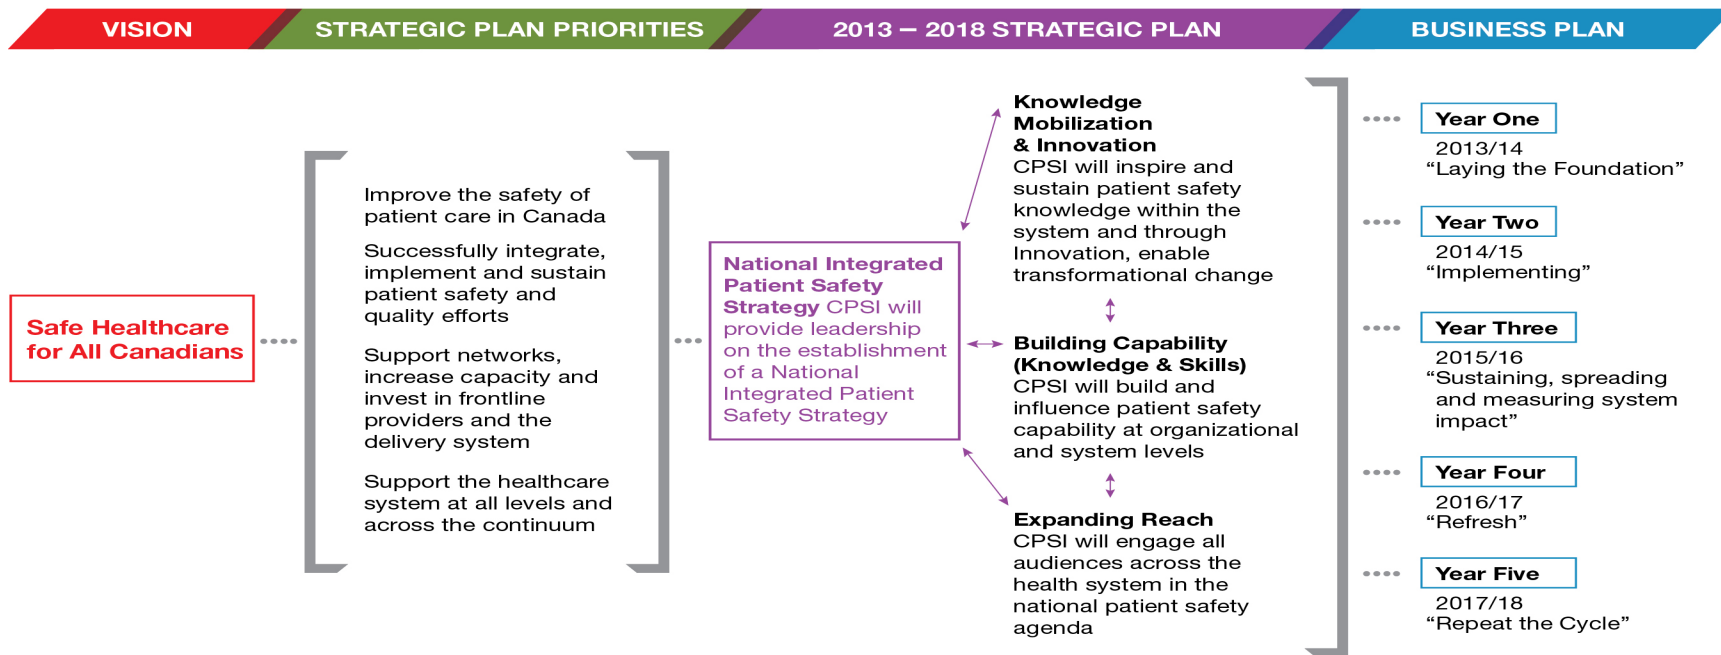 VISION
STRATEGIC PLAN PRIORITIES
2013 – 2018 STRATEGIC PLAN
BUSINESS PLAN
Safe Healthcare
for All Canadians
Improve the safety of
patient care in Canada
Successfully integrate,
implement and sustain
patient safety and
quality efforts
Support networks,
increase capacity and
invest in frontline
providers and the
delivery system
Support the healthcare
system at all levels and
across the continuum
National Integrated
Patient Safety
Strategy CPSI will
provide leadership
on the establishment
of a National
Integrated Patient
Safety Strategy
Knowledge
Mobilization
& Innovation
CPSI will inspire and
sustain patient safety
knowledge within the
system and through
Innovation, enable
transformational change
Building Capability
(Knowledge & Skills)
CPSI will build and
influence patient safety
capability at organizational
and system levels
Expanding Reach
CPSI will engage all
audiences across the
health system in the
national patient safety
agenda
Year One
2013/14
“Laying the Foundation”
Year Two
2014/15
“Implementing”
Year Three
2015/16
“Sustaining, spreading
and measuring system
impact”
Year Four
2016/17
“Refresh”
Year Five
2017/18
“Repeat the Cycle”